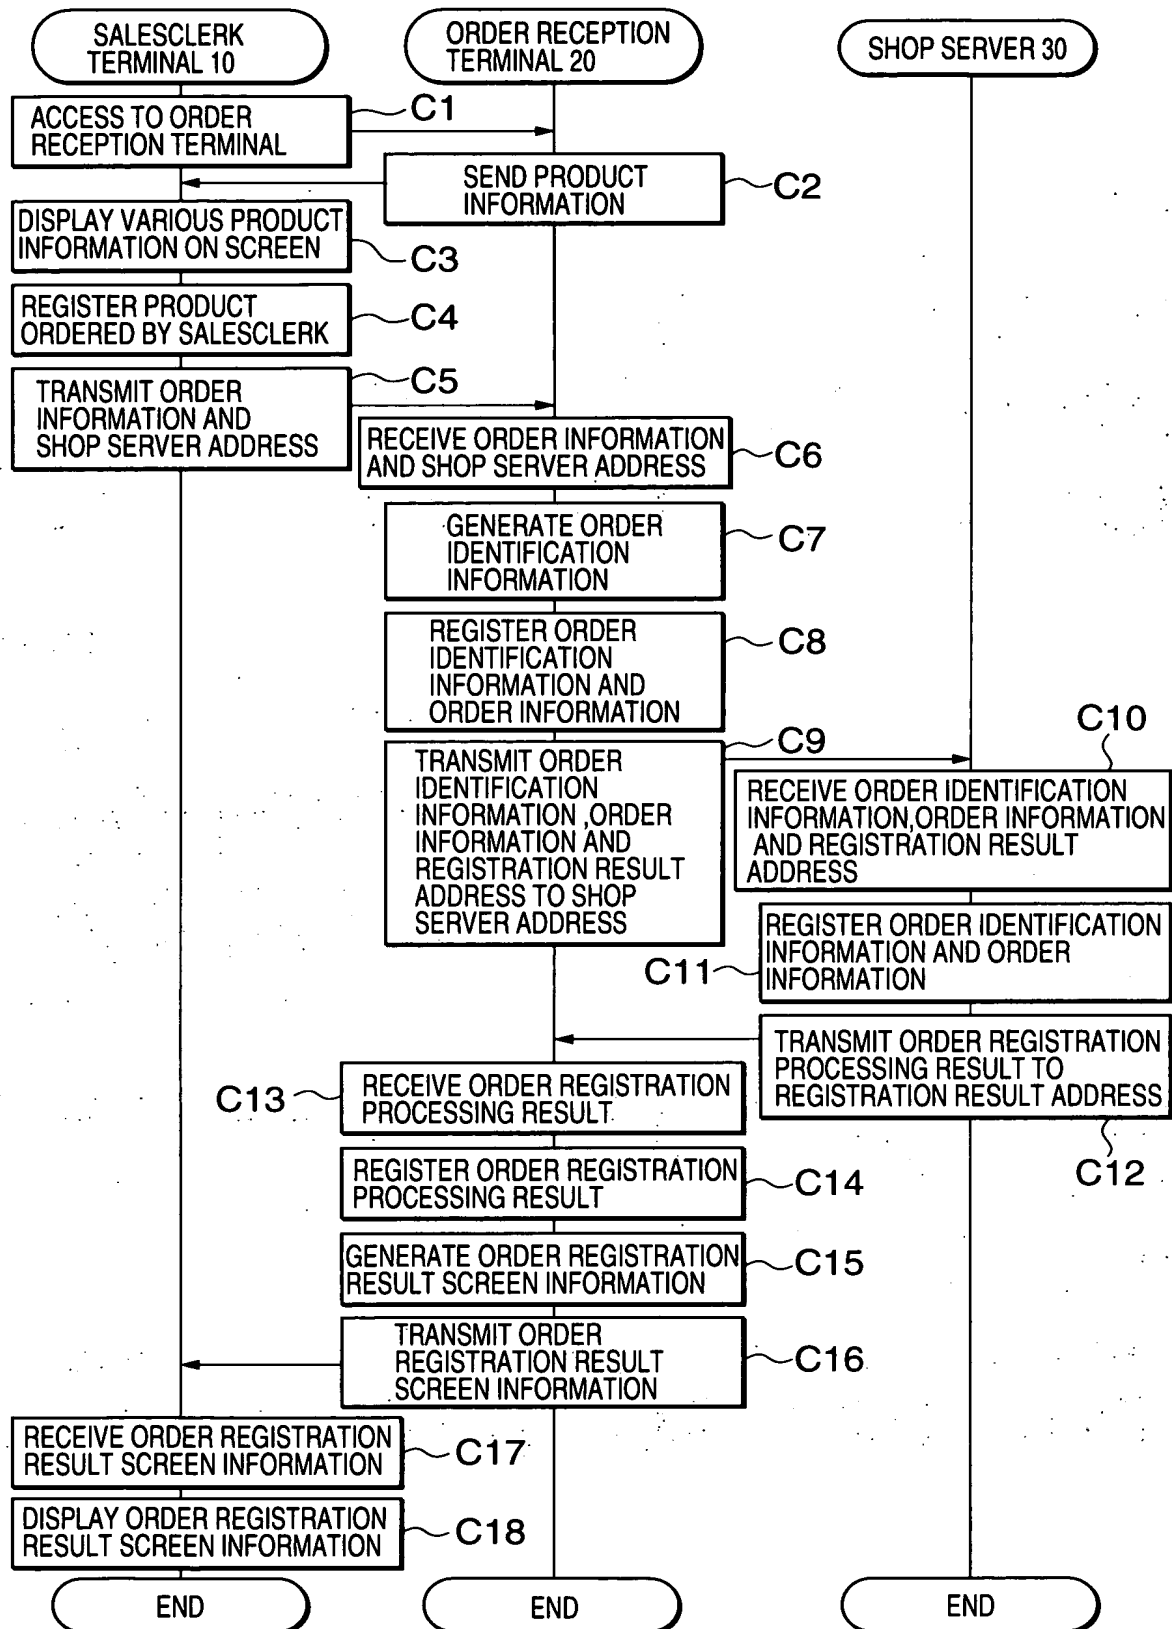 SALESCLERK
TERMINAL 10
ORDER RECEPTION
TERMINAL 20
SHOP SERVER 30
ACCESS TO ORDER
RECEPTION TERMINAL
C1
SEND PRODUCT
INFORMATION
C2
DISPLAY VARIOUS PRODUCT
INFORMATION ON SCREEN
C3
REGISTER PRODUCT
ORDERED BY SALESCLERK
C4
TRANSMIT ORDER
INFORMATION AND
SHOP SERVER ADDRESS
C5
RECEIVE ORDER INFORMATION
AND SHOP SERVER ADDRESS
C6
GENERATE ORDER
IDENTIFICATION
INFORMATION
C7
REGISTER ORDER
IDENTIFICATION
INFORMATION AND
ORDER INFORMATION
C8
TRANSMIT ORDER
IDENTIFICATION
INFORMATION ,ORDER
INFORMATION AND
REGISTRATION RESULT
ADDRESS TO SHOP
SERVER ADDRESS
C9
C10
RECEIVE ORDER IDENTIFICATION
INFORMATION,ORDER INFORMATION
AND REGISTRATION RESULT
ADDRESS
REGISTER ORDER IDENTIFICATION
INFORMATION AND ORDER
INFORMATION
C11
TRANSMIT ORDER REGISTRATION
PROCESSING RESULT TO
REGISTRATION RESULT ADDRESS
C12
C13
RECEIVE ORDER REGISTRATION
PROCESSING RESULT
REGISTER ORDER REGISTRATION
PROCESSING RESULT
C14
GENERATE ORDER REGISTRATION
RESULT SCREEN INFORMATION
C15
TRANSMIT ORDER
REGISTRATION RESULT
SCREEN INFORMATION
C16
RECEIVE ORDER REGISTRATION
RESULT SCREEN INFORMATION
C17
DISPLAY ORDER REGISTRATION
RESULT SCREEN INFORMATION
C18
END
END
END